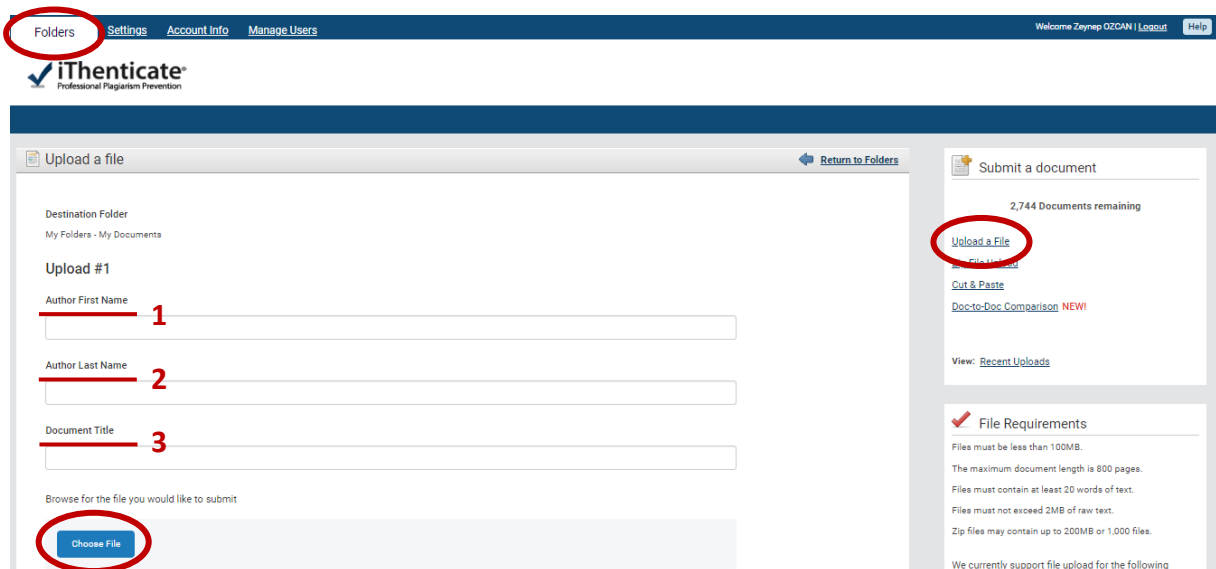 Folders Settings Account Info Manage Users
Welcome Zeynep OZCAN | Logout Help
iThenticate®
Professional Plagiarism Prevention
Upload a file
Return to Folders
Destination Folder
My Folders - My Documents
Upload #1
Author First Name
1
Author Last Name
2
Document Title
3
Browse for the file you would like to submit
Choose File
Submit a document
2,744 Documents remaining
Upload a File
Zip File Upload
Cut & Paste
Doc-to-Doc Comparison NEW!
View: Recent Uploads
File Requirements
Files must be less than 100MB.
The maximum document length is 800 pages.
Files must contain at least 20 words of text.
Files must not exceed 2MB of raw text.
Zip files may contain up to 200MB or 1,000 files.
We currently support file upload for the following